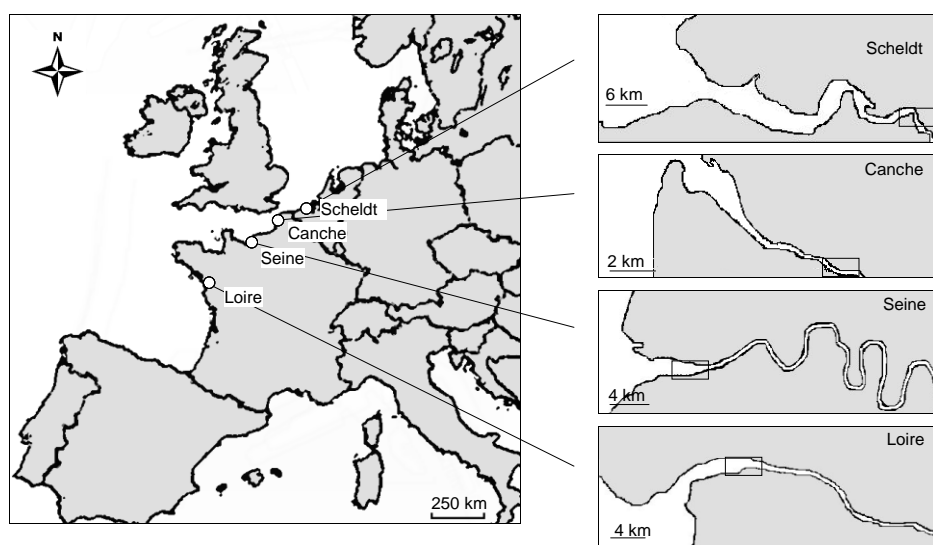 N
Scheldt
Canche
Seine
Loire
250 km
Scheldt
6 km
Canche
2 km
Seine
4 km
Loire
4 km